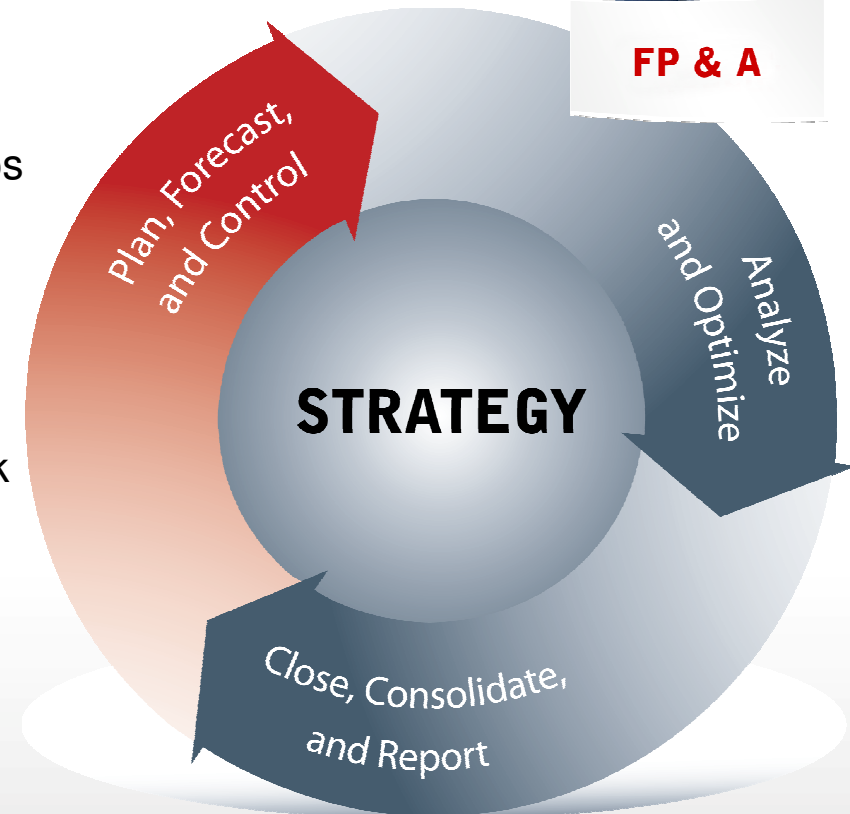 FP & A
Plan, Forecast,
and Control
Analyze
and Optimize
STRATEGY
Close, Consolidate,
and Report